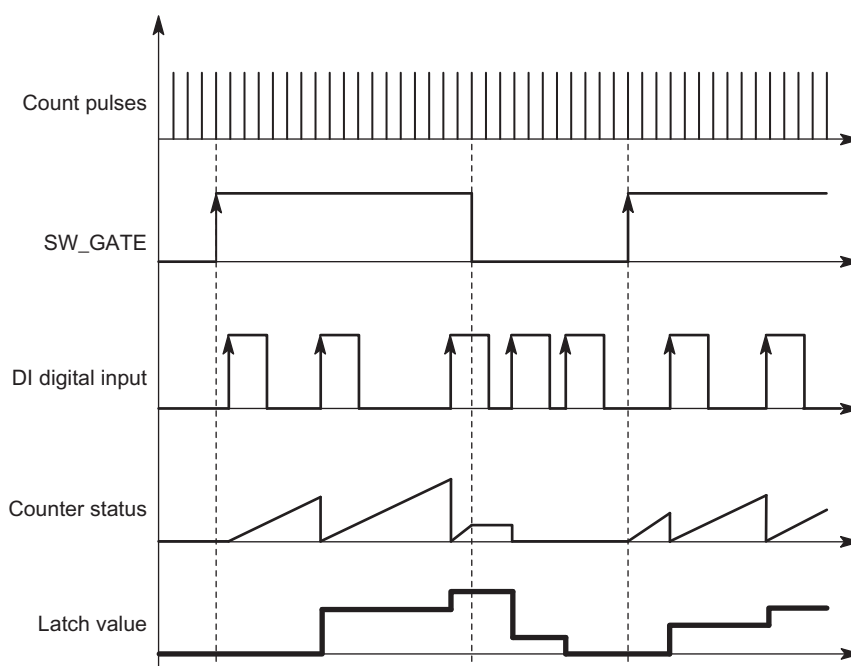 Count pulses
SW_GATE
DI digital input
Counter status
Latch value